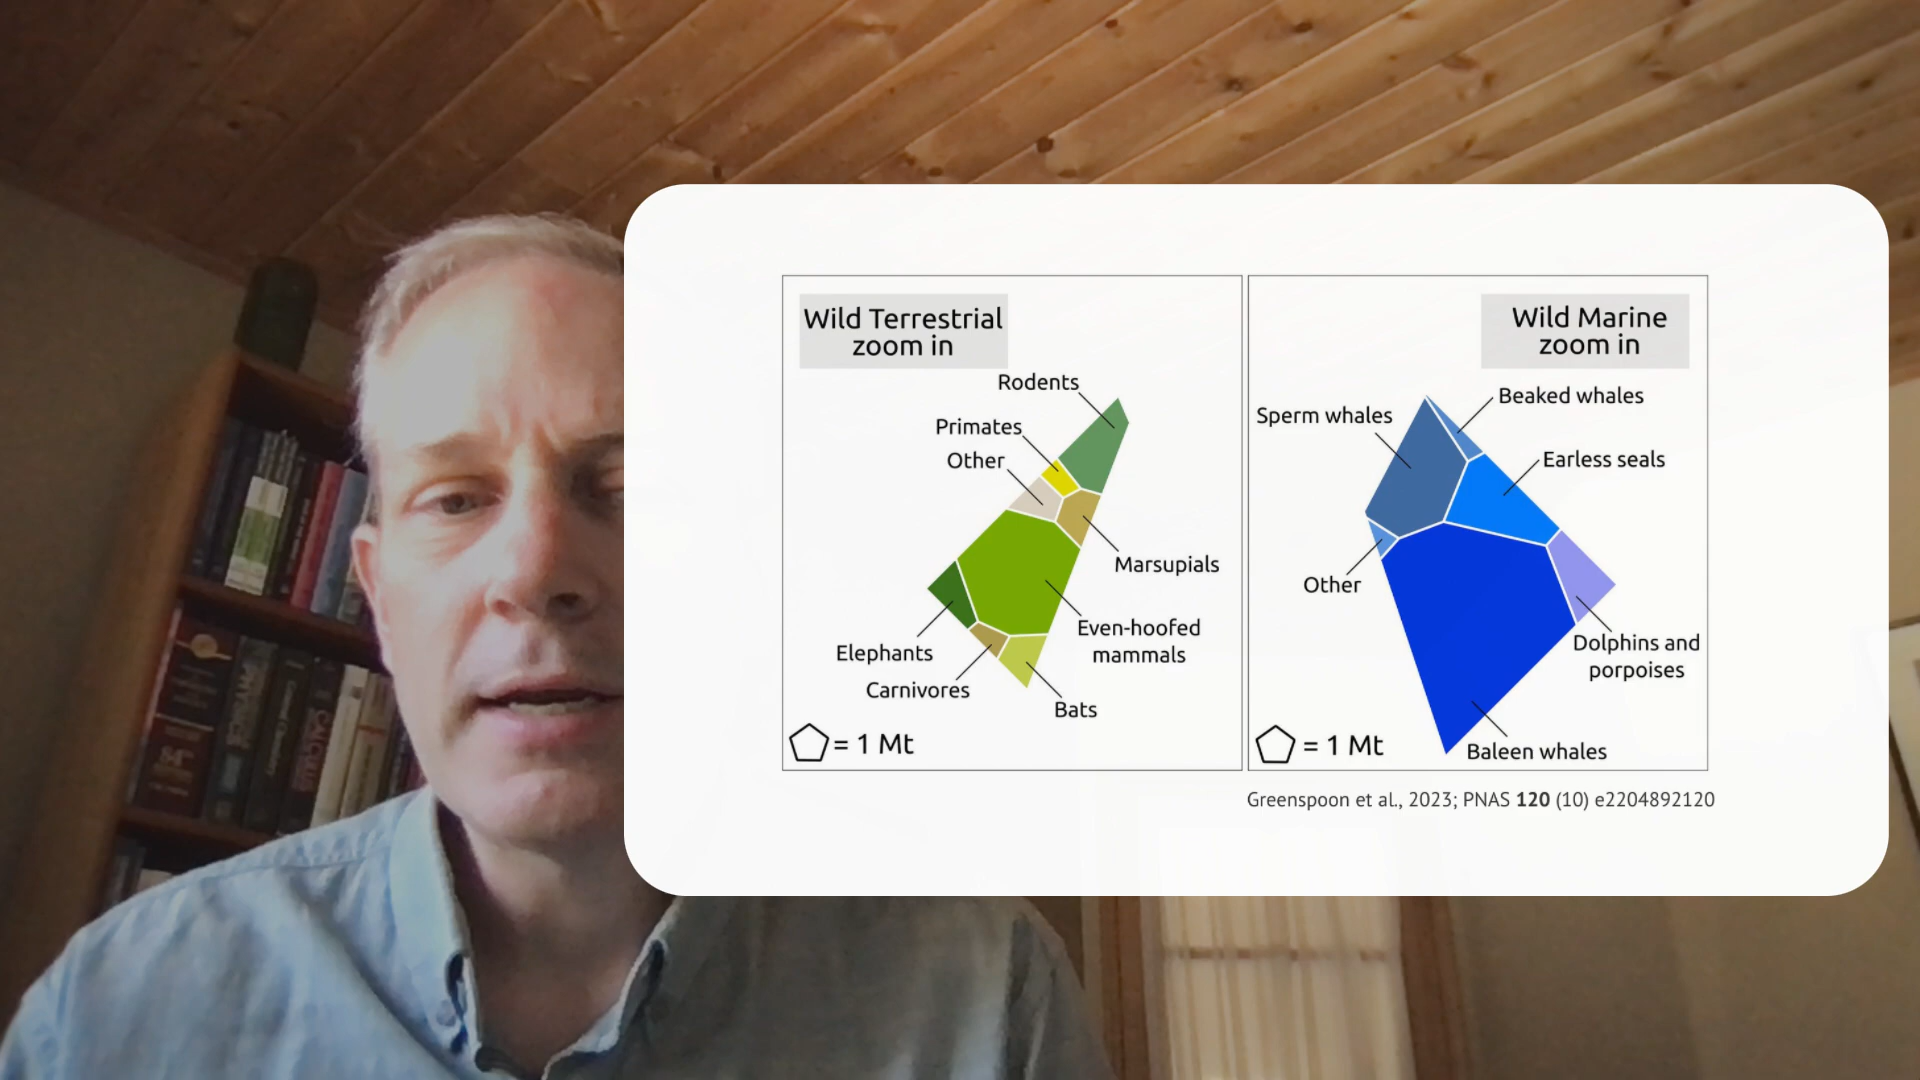 Wild Terrestrial
zoom in
Rodents
Primates
Other
Marsupials
Even-hoofed
mammals
Elephants
Carnivores
Bats
= 1 Mt
Wild Marine
zoom in
Beaked whales
Sperm whales
Earless seals
Other
Dolphins and
porpoises
Baleen whales
= 1 Mt
Greenspoon et al., 2023; PNAS 120 (10) e2204892120